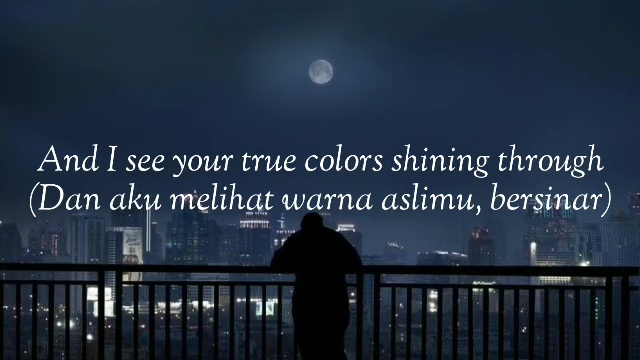 And I see your true colors shining through
(Dan aku melihat warna aslimu, bersinar)